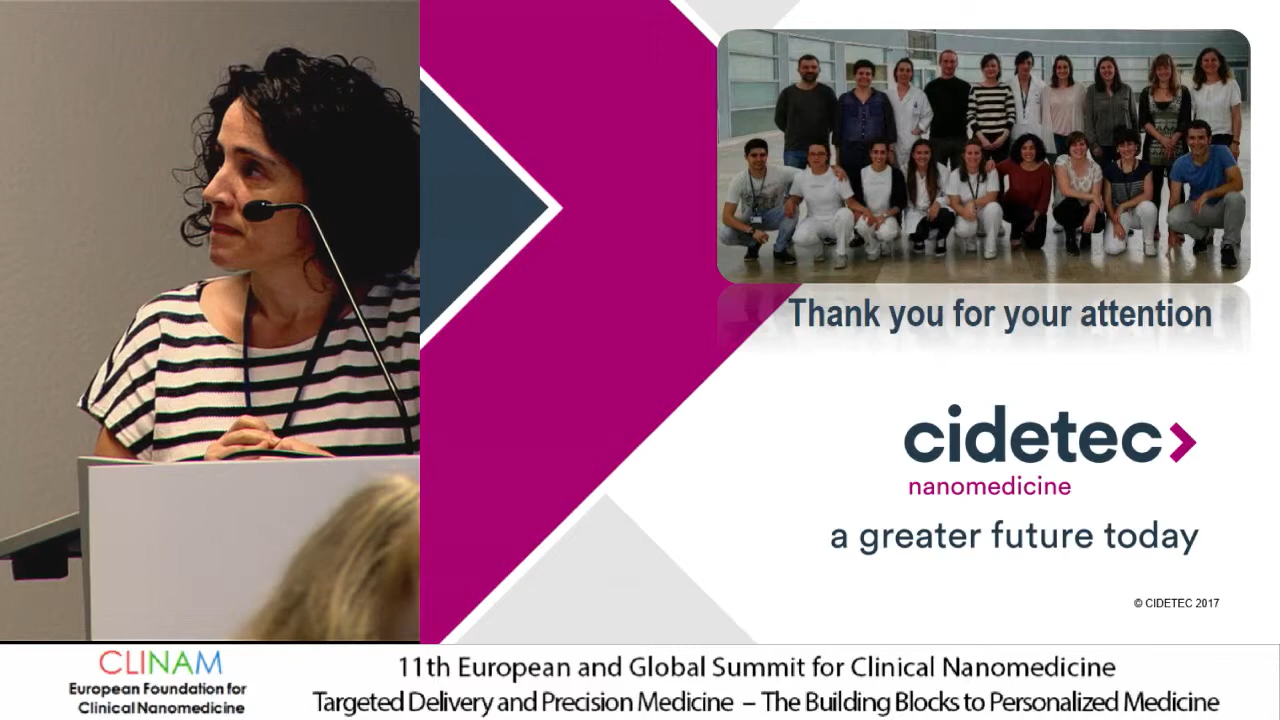 Thank you for your attention
cidetec
nanomedicine
a greater future today
© CIDETEC 2017
CLINAM
European Foundation for
Clinical Nanomedicine
11th European and Global Summit for Clinical Nanomedicine
Targeted Delivery and Precision Medicine – The Building Blocks to Personalized Medicine